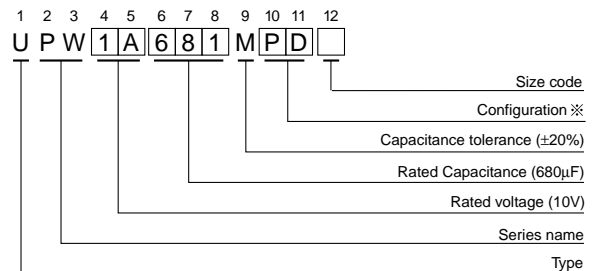 1 2 3 4 5 6 7 8 9 10 11 12
U P W 1 A 6 8 1 M P D
Size code
Configuration ※
Capacitance tolerance (±20%)
Rated Capacitance (680µF)
Rated voltage (10V)
Series name
Type